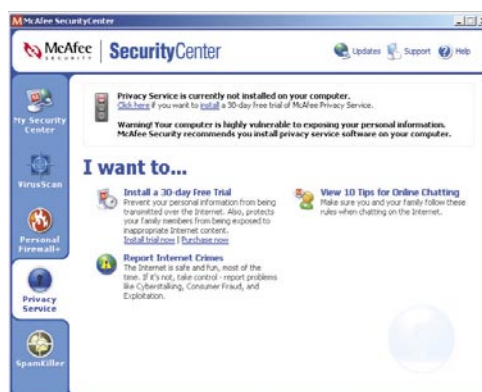 McAfee SecurityCenter
McAfee SECURITY SecurityCenter
Updates Support Help
Privacy Service is currently not installed on your computer.
Click here if you want to install a 30-day free trial of McAfee Privacy Service.
Warning! Your computer is highly vulnerable to exposing your personal information.
McAfee Security recommends you install privacy service software on your computer.
My Security
Center
VirusScan
Personal
Firewall+
Privacy
Service
SpamKiller
I want to...
Install a 30-day Free Trial
Prevent your personal information from being
transmitted over the Internet. Also, protects
your family members from being exposed to
inappropriate Internet content.
Install trial now | Purchase now
View 10 Tips for Online Chatting
Make sure you and your family follow these
rules when chatting on the Internet.
Report Internet Crimes
The Internet is safe and fun, most of the
time. If it's not, take control - report problems
like Cyberstalking, Consumer Fraud, and
Exploitation.